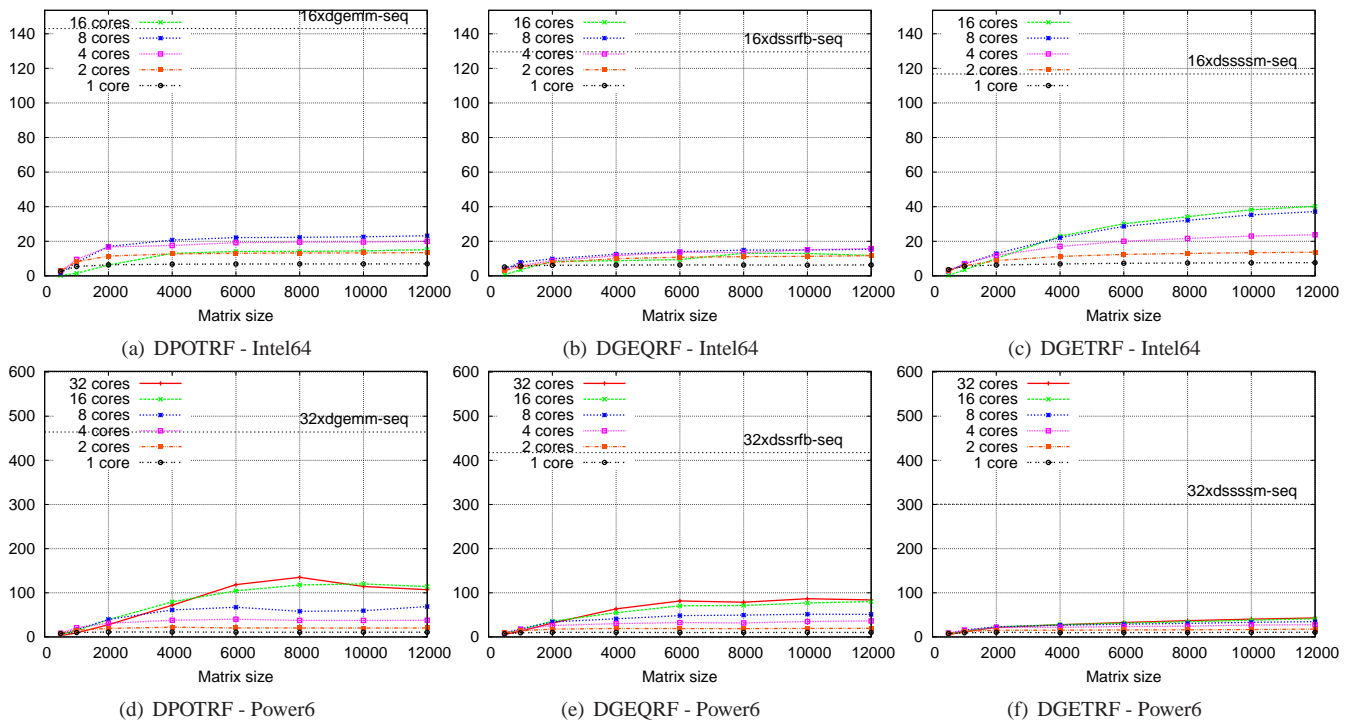 16 cores
8 cores
4 cores
2 cores
1 core
16xdgemm-seq
140
120
100
80
60
40
20
0
0 2000 4000 6000 8000 10000 12000
Matrix size
(a) DPOTRF - Intel64
16 cores
8 cores
4 cores
2 cores
1 core
16xdssrfb-seq
140
120
100
80
60
40
20
0
0 2000 4000 6000 8000 10000 12000
Matrix size
(b) DGEQRF - Intel64
16 cores
8 cores
4 cores
2 cores
1 core
16xdssssm-seq
140
120
100
80
60
40
20
0
0 2000 4000 6000 8000 10000 12000
Matrix size
(c) DGETRF - Intel64
32 cores
16 cores
8 cores
4 cores
2 cores
1 core
32xdgemm-seq
600
500
400
300
200
100
0
0 2000 4000 6000 8000 10000 12000
Matrix size
(d) DPOTRF - Power6
32 cores
16 cores
8 cores
4 cores
2 cores
1 core
32xdssrfb-seq
600
500
400
300
200
100
0
0 2000 4000 6000 8000 10000 12000
Matrix size
(e) DGEQRF - Power6
32 cores
16 cores
8 cores
4 cores
2 cores
1 core
32xdssssm-seq
600
500
400
300
200
100
0
0 2000 4000 6000 8000 10000 12000
Matrix size
(f) DGETRF - Power6